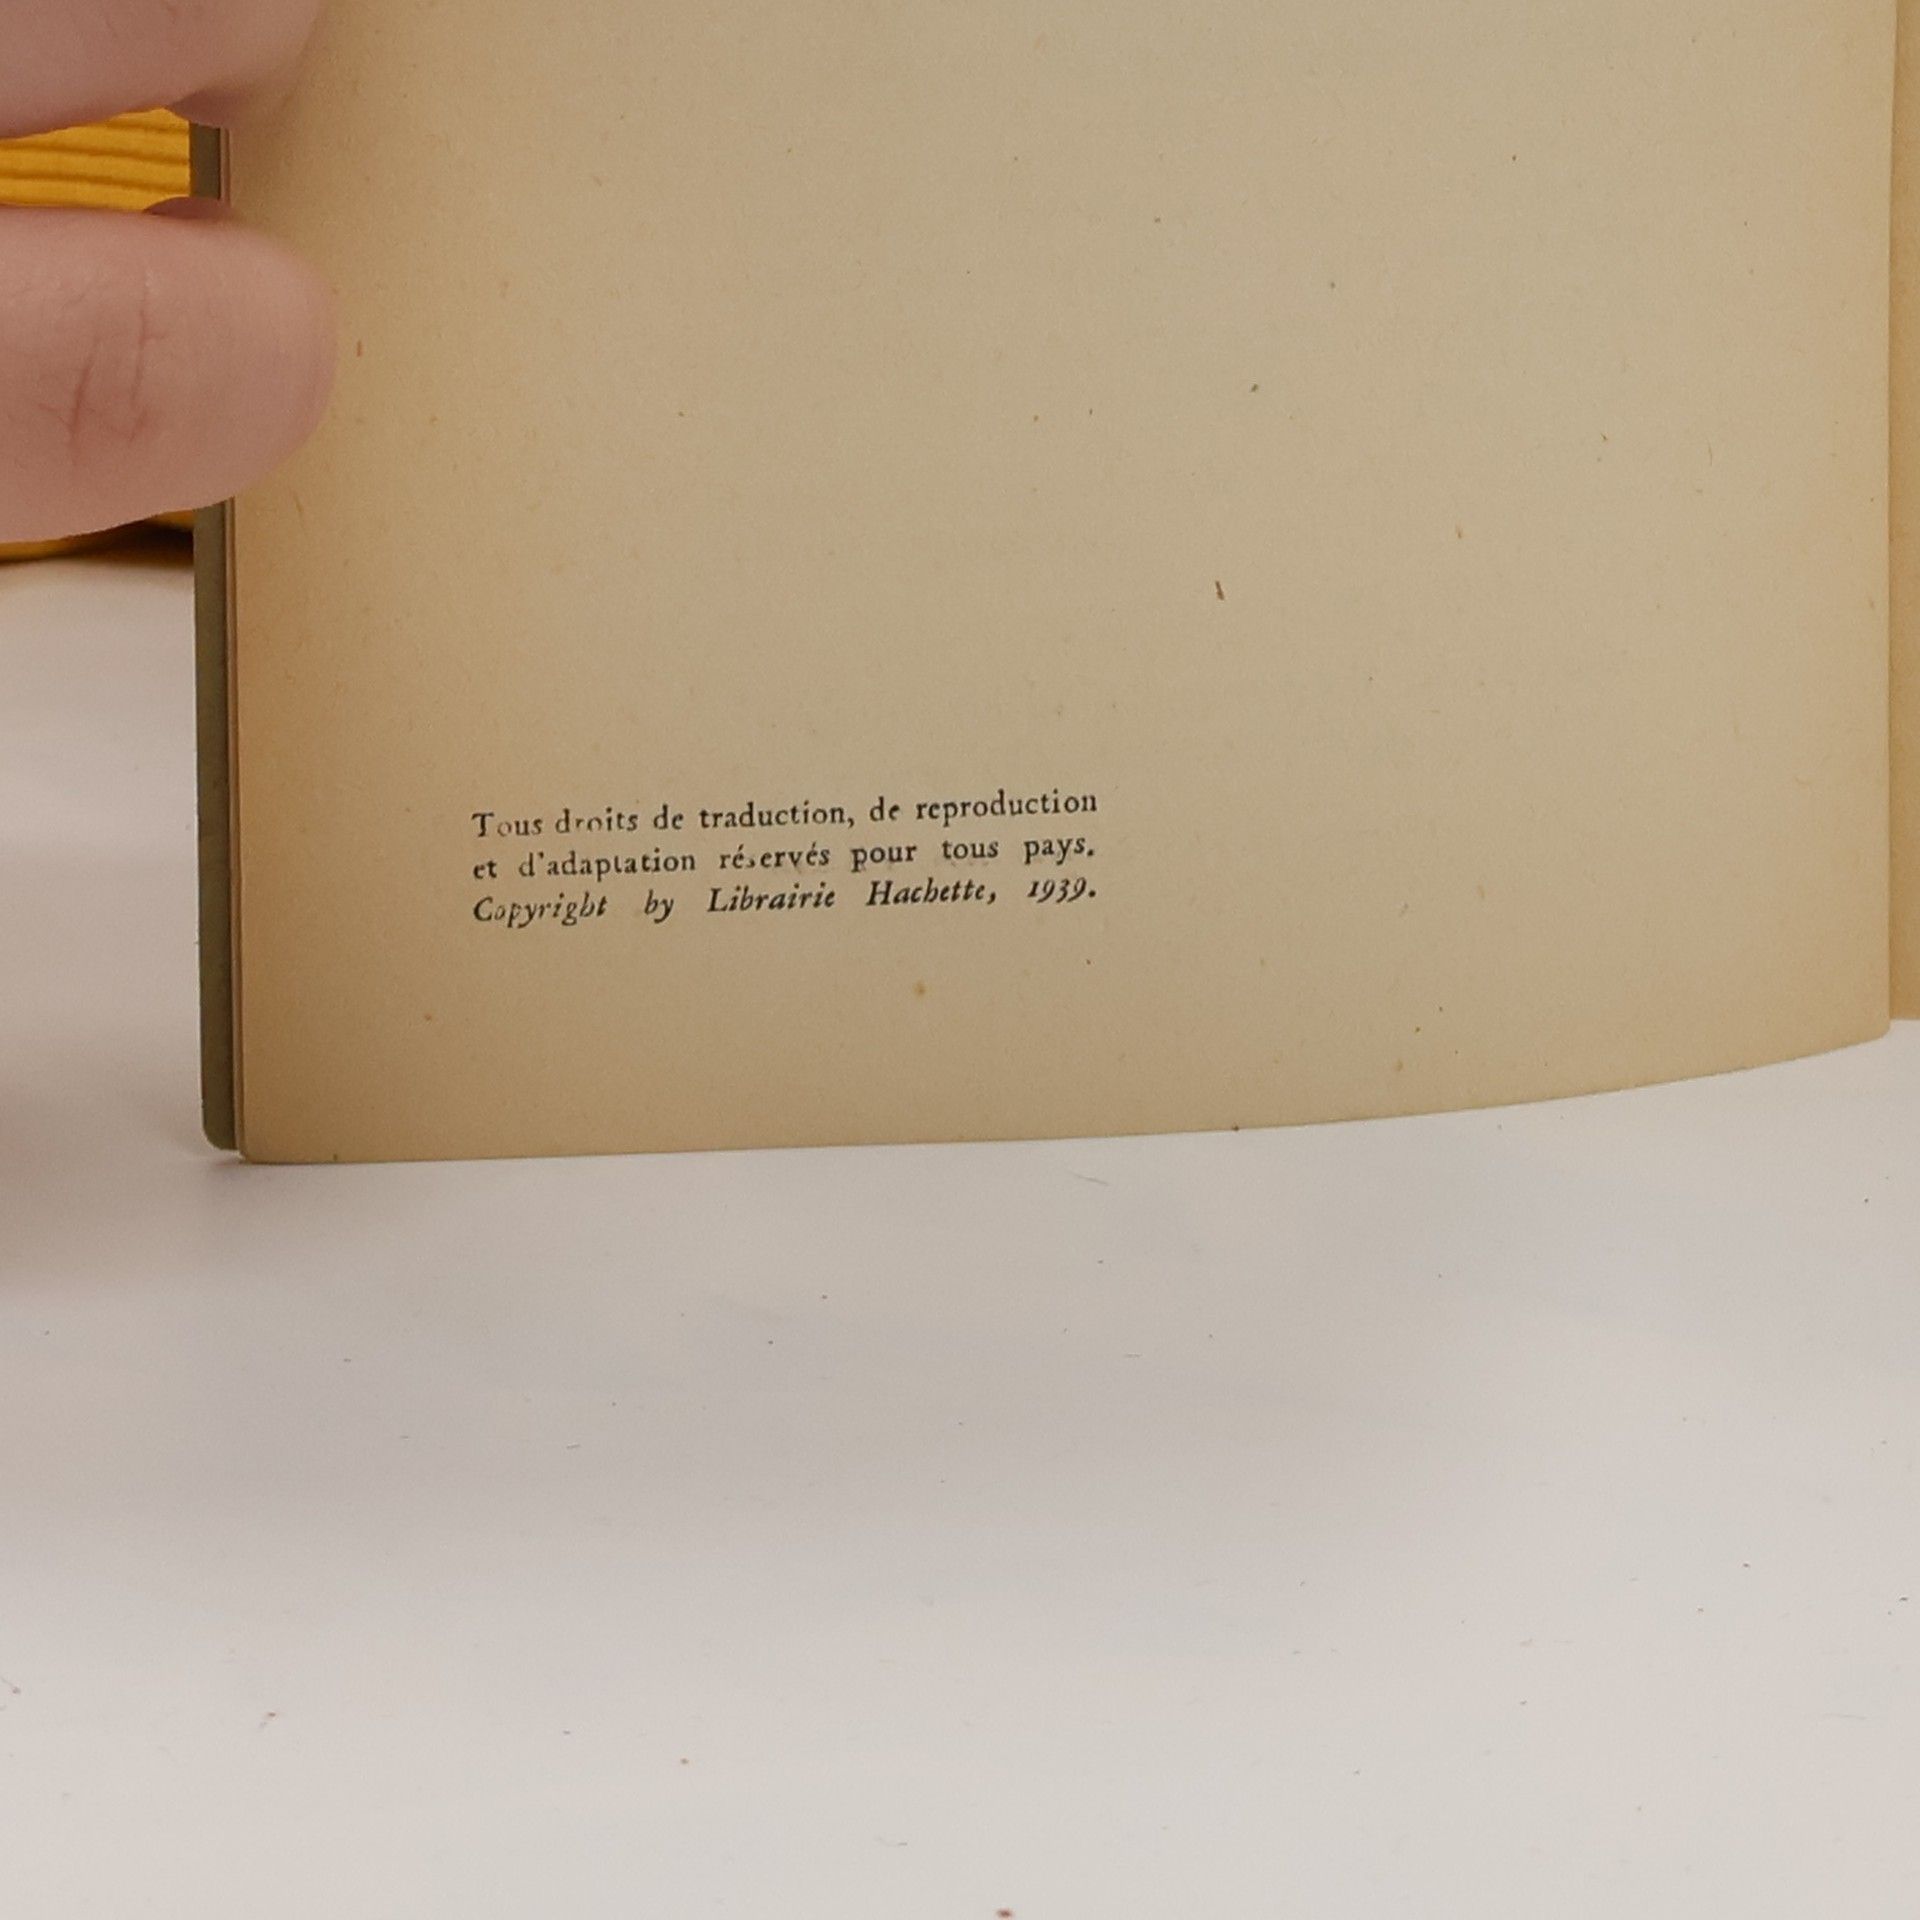 Tous droits de traduction, de reproduction
et d'adaptation réservés pour tous pays.
Copyright by Librairie Hachette, 1939.